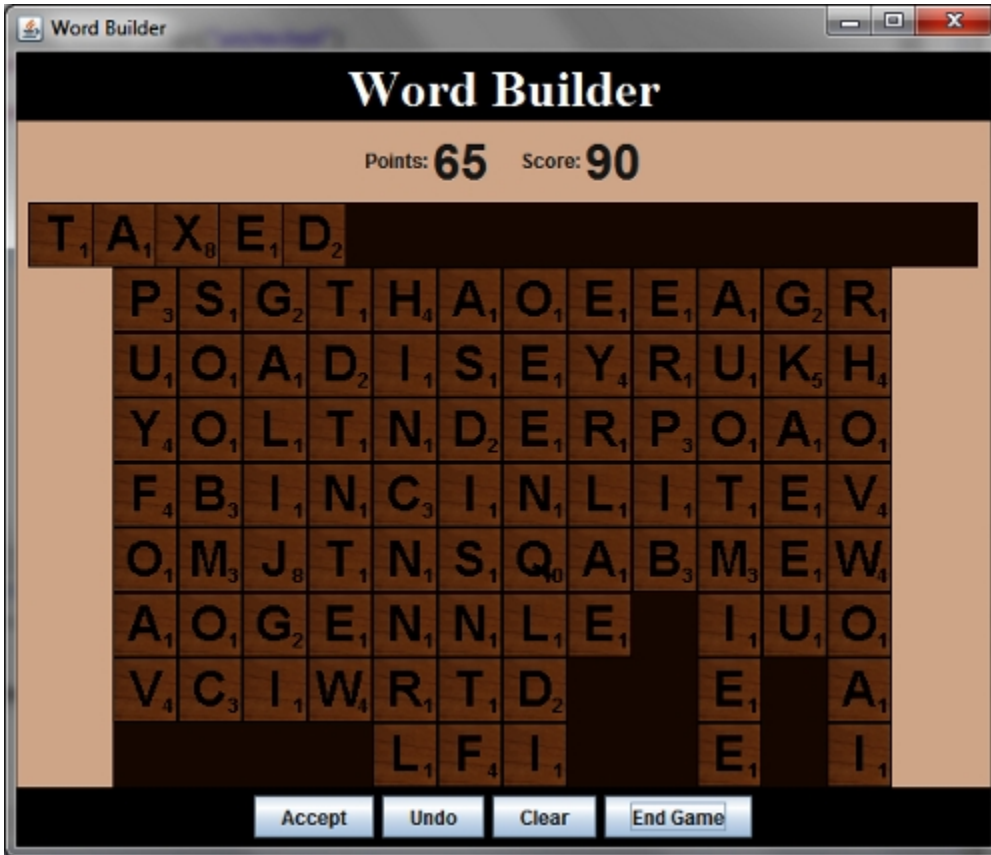 Word Builder
Word Builder
Points: 65 Score: 90
T1 A1 X8 E1 D2
P3 S1 G2 T1 H4 A1 O1 E1 E1 A1 G2 R1
U1 O1 A1 D2 I1 S1 E1 Y4 R1 U1 K5 H4
Y4 O1 L1 T1 N1 D2 E1 R1 P3 O1 A1 O1
F4 B3 I1 N1 C3 I1 N1 L1 I1 T1 E1 V4
O1 M3 J8 T1 N1 S1 Q10 A1 B3 M3 E1 W4
A1 O1 G2 E1 N1 N1 L1 E1 I1 U1 O1
V4 C3 I1 W4 R1 T1 D2 E1 A1
L1 F4 I1 E1 I1
Accept Undo Clear End Game